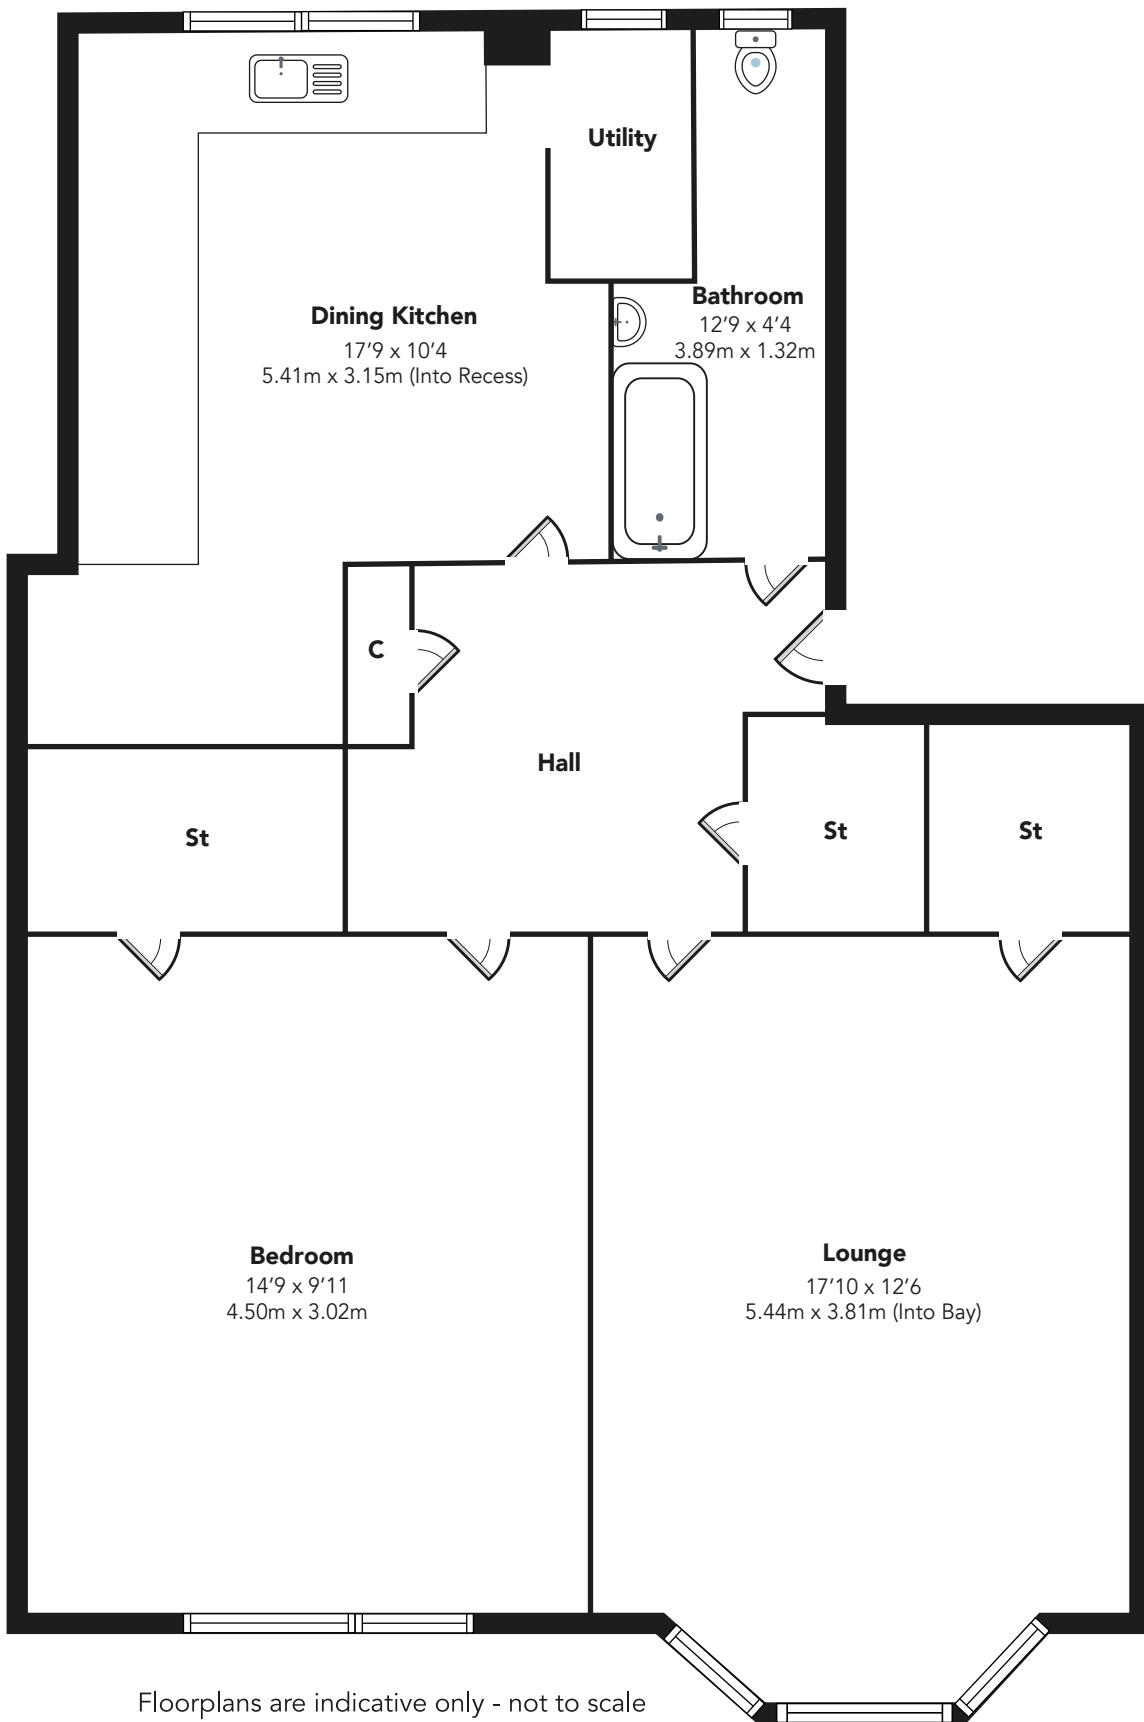 Utility
Bathroom
12’9 x 4’4
3.89m x 1.32m
Dining Kitchen
17’9 x 10’4
5.41m x 3.15m (Into Recess)
C
Hall
St
St
St
Bedroom
14’9 x 9’11
4.50m x 3.02m
Lounge
17’10 x 12’6
5.44m x 3.81m (Into Bay)
Floorplans are indicative only - not to scale